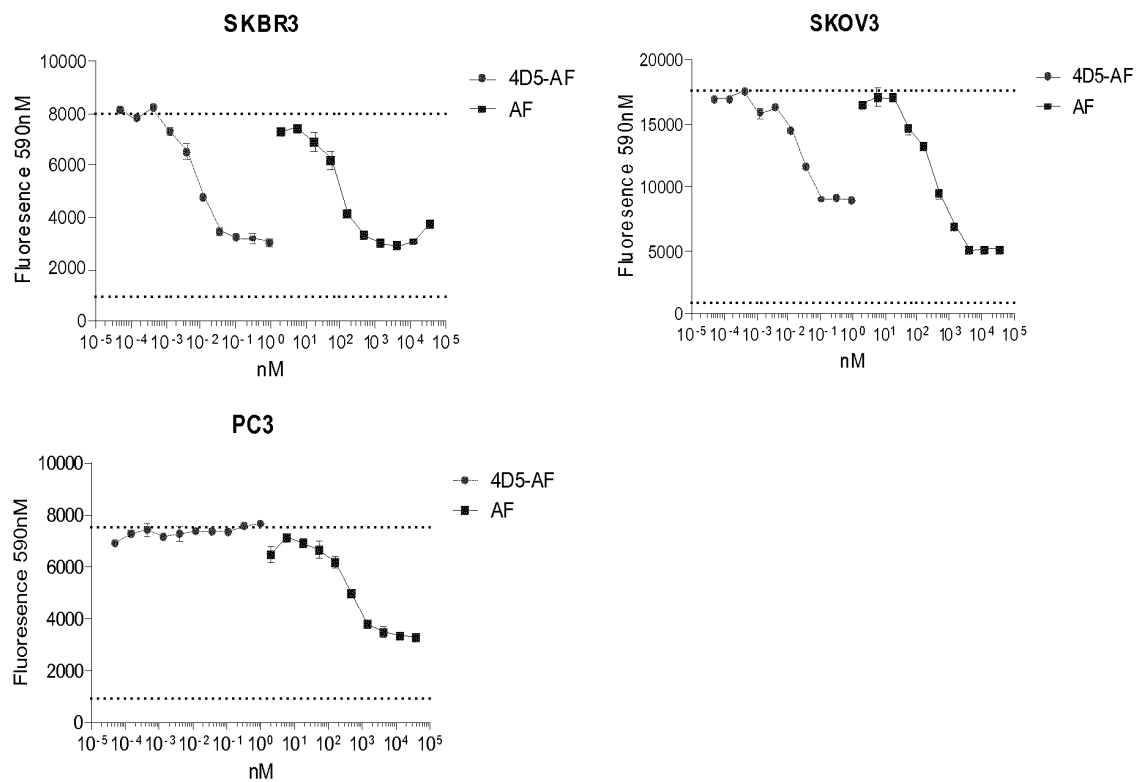 SKBR3
10000
8000
6000
4000
2000
0
Fluoresence 590nM
10⁻⁵ 10⁻⁴ 10⁻³ 10⁻² 10⁻¹ 10⁰ 10¹ 10² 10³ 10⁴ 10⁵
nM
4D5-AF
AF
SKOV3
20000
15000
10000
5000
0
Fluoresence 590nM
10⁻⁵ 10⁻⁴ 10⁻³ 10⁻² 10⁻¹ 10⁰ 10¹ 10² 10³ 10⁴ 10⁵
nM
4D5-AF
AF
PC3
10000
8000
6000
4000
2000
0
Fluoresence 590nM
10⁻⁵ 10⁻⁴ 10⁻³ 10⁻² 10⁻¹ 10⁰ 10¹ 10² 10³ 10⁴ 10⁵
nM
4D5-AF
AF